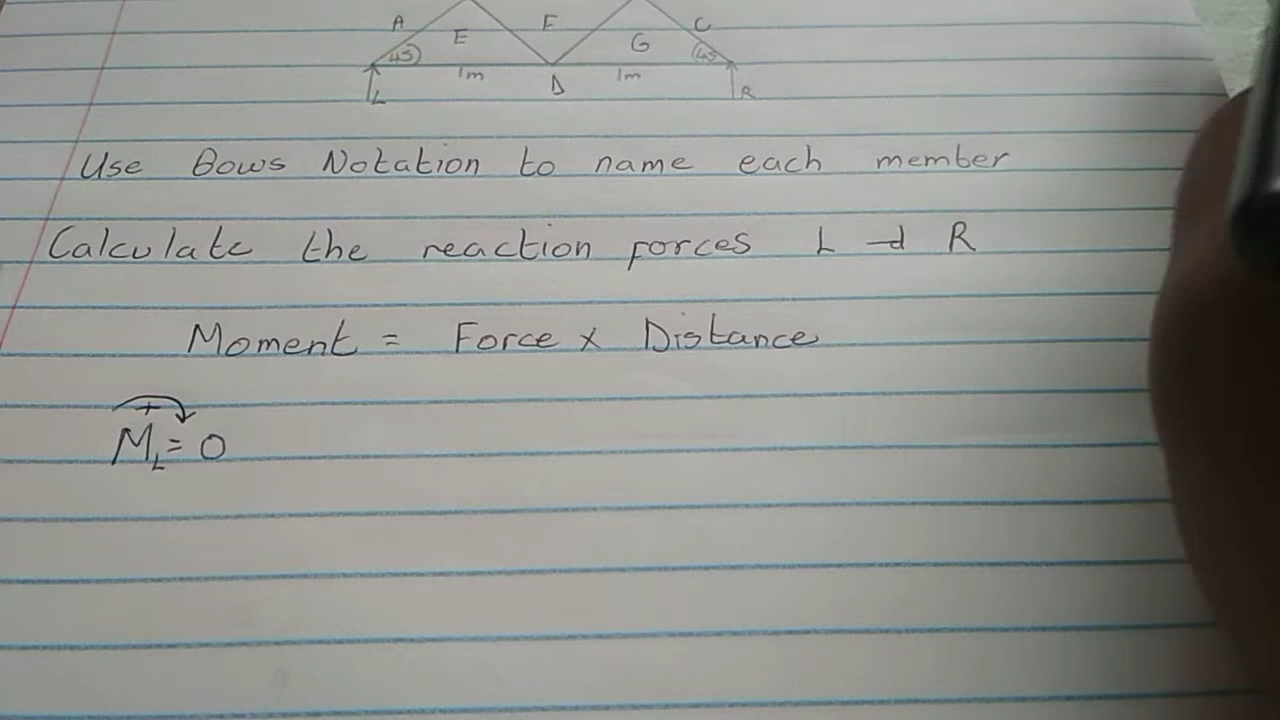 A E F G C
45 45
1m 1m
L D R
Use Bows Notation to name each member
Calculate the reaction forces L d R
Moment = Force x Distance
+
M_L = 0